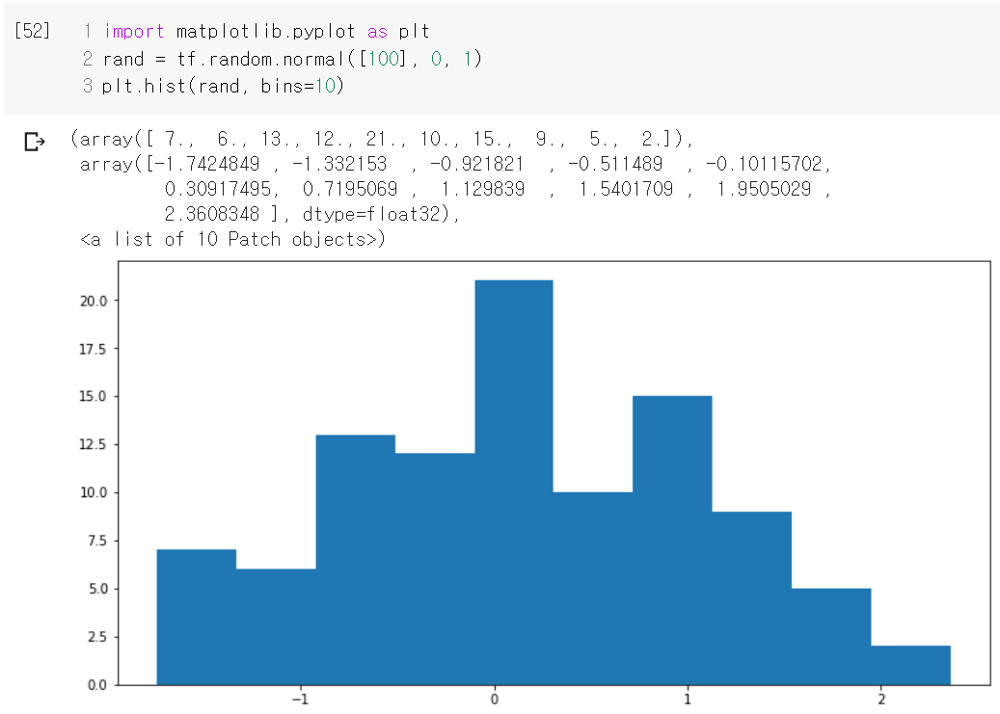 [52] 1 import matplotlib.pyplot as plt
2 rand = tf.random.normal([100], 0, 1)
3 plt.hist(rand, bins=10)
(array([ 7.,  6., 13., 12., 21., 10., 15.,  9.,  5.,  2.]),
array([-1.7424849 , -1.332153  , -0.921821  , -0.511489  , -0.10115702,
0.30917495,  0.7195069 ,  1.129839  ,  1.5401709 ,  1.9505029 ,
2.3608348 ], dtype=float32),
<a list of 10 Patch objects>)
20.0
17.5
15.0
12.5
10.0
7.5
5.0
2.5
0.0
−1 0 1 2